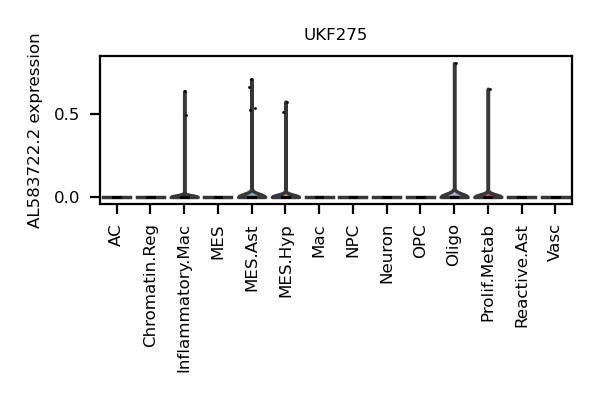 UKF275
AL583722.2 expression
0.5
0.0
AC
Chromatin.Reg
Inflammatory.Mac
MES
MES.Ast
MES.Hyp
Mac
NPC
Neuron
OPC
Oligo
Prolif.Metab
Reactive.Ast
Vasc